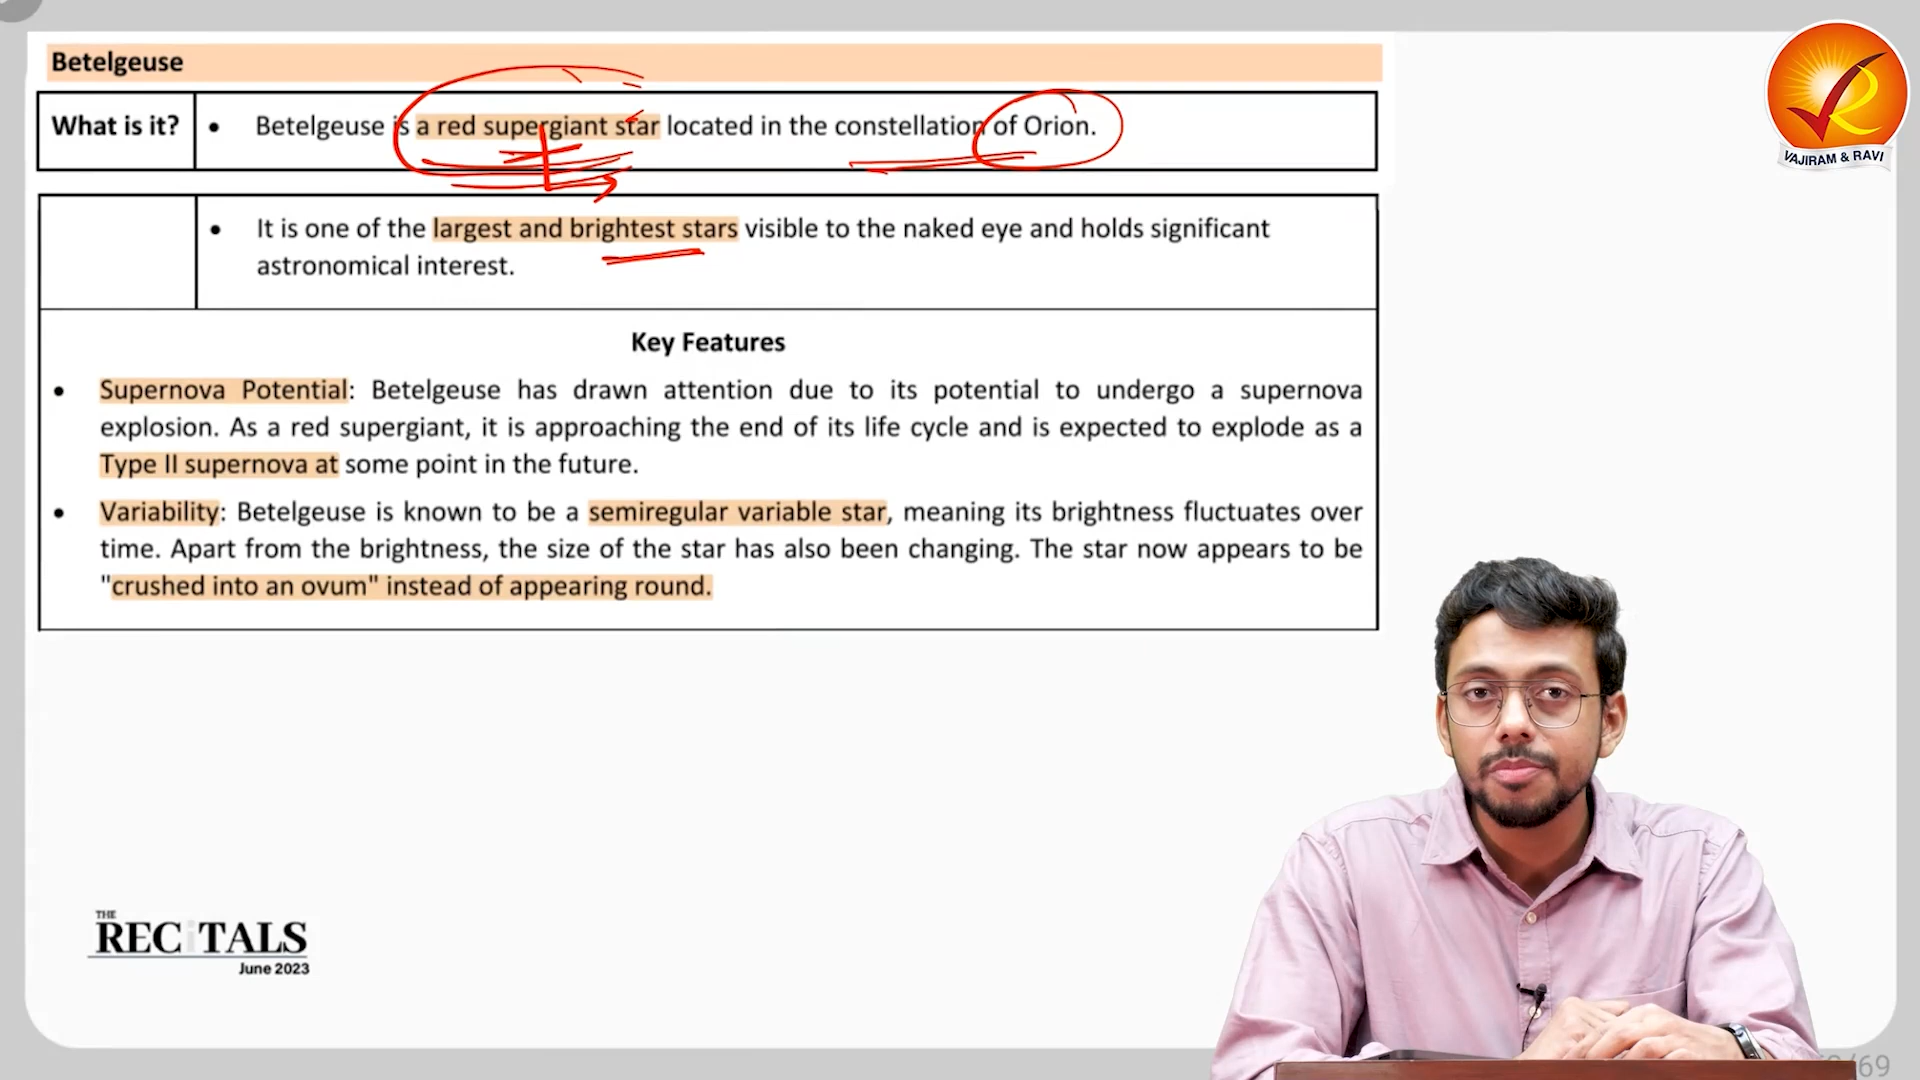 Betelgeuse
VAJIRAM & RAVI
What is it?
• Betelgeuse is a red supergiant star located in the constellation of Orion.
• It is one of the largest and brightest stars visible to the naked eye and holds significant
astronomical interest.
Key Features
• Supernova Potential: Betelgeuse has drawn attention due to its potential to undergo a supernova
explosion. As a red supergiant, it is approaching the end of its life cycle and is expected to explode as a
Type II supernova at some point in the future.
• Variability: Betelgeuse is known to be a semiregular variable star, meaning its brightness fluctuates over
time. Apart from the brightness, the size of the star has also been changing. The star now appears to be
"crushed into an ovum" instead of appearing round.
THE
RECiTALS
June 2023
/69